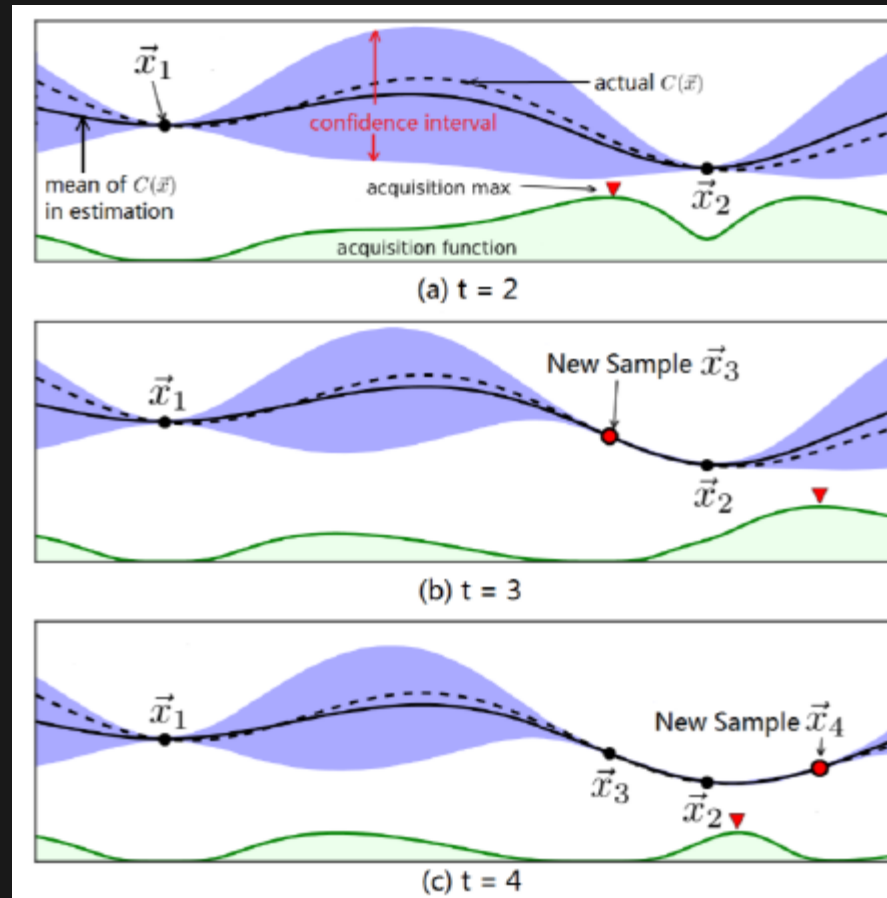 x⃗₁
actual C(x⃗)
confidence interval
mean of C(x⃗)
in estimation
acquisition max
x⃗₂
acquisition function
(a) t = 2
New Sample x⃗₃
x⃗₁
x⃗₂
(b) t = 3
x⃗₁
New Sample x⃗₄
x⃗₃
x⃗₂
(c) t = 4